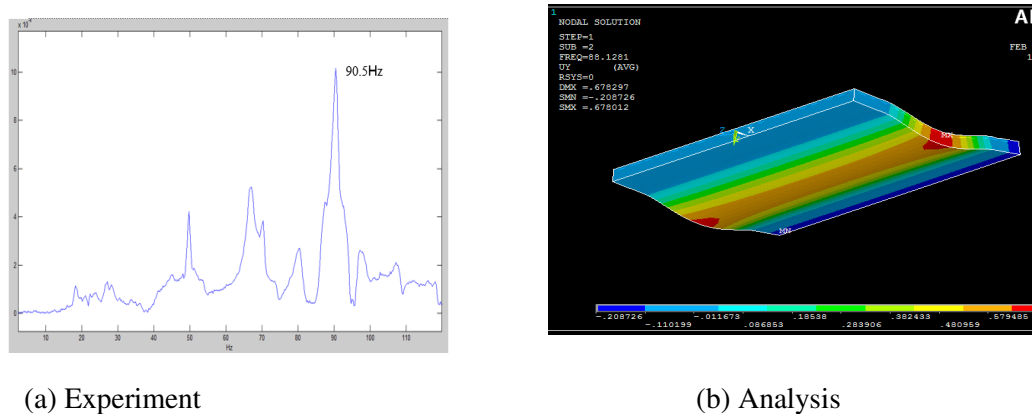 x 10
10
8
6
4
2
0
90.5Hz
10 20 30 40 50 60 70 80 90 100 110
Hz
1
NODAL SOLUTION
STEP=1
SUB =2
FREQ=88.1281
UY (AVG)
RSYS=0
DMX =.678297
SMN =-.208726
SMX =.678012
FEB
1
Z X
MX
MN
-.208726 -.011673 .18538 .382433 .579485
-.110199 .086853 .283906 .480959
(a) Experiment
(b) Analysis